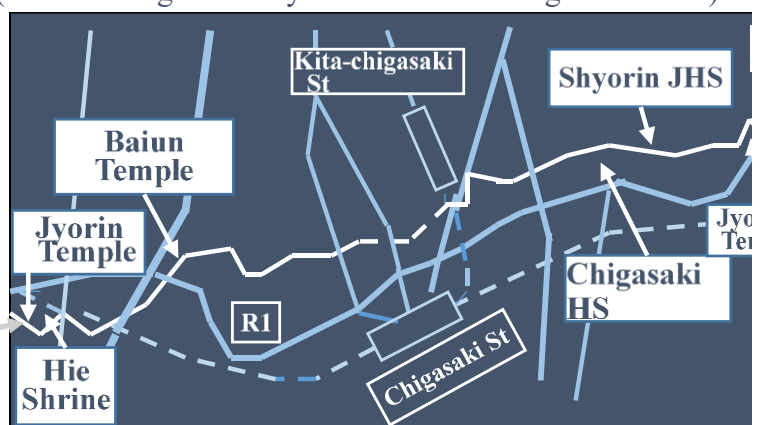 Kita-chigasaki
St
Shyorin JHS
Baiun
Temple
Jyorin
Temple
R1
Chigasaki
HS
Chigasaki St
Hie
Shrine